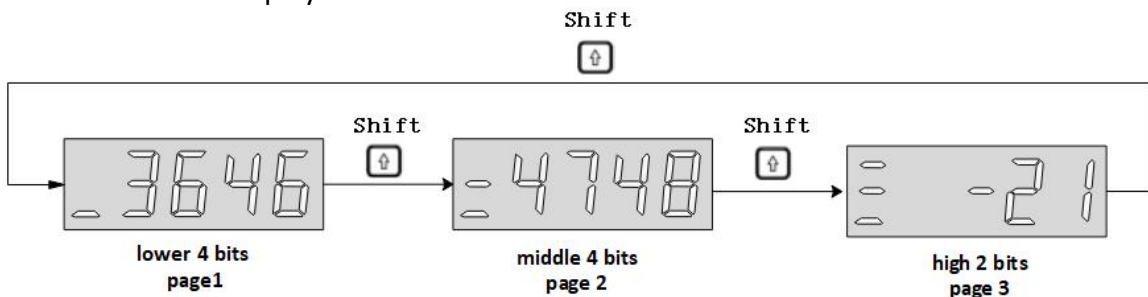 Shift
Shift
Shift
_3646
4748
-21
lower 4 bits
page1
middle 4 bits
page 2
high 2 bits
page 3